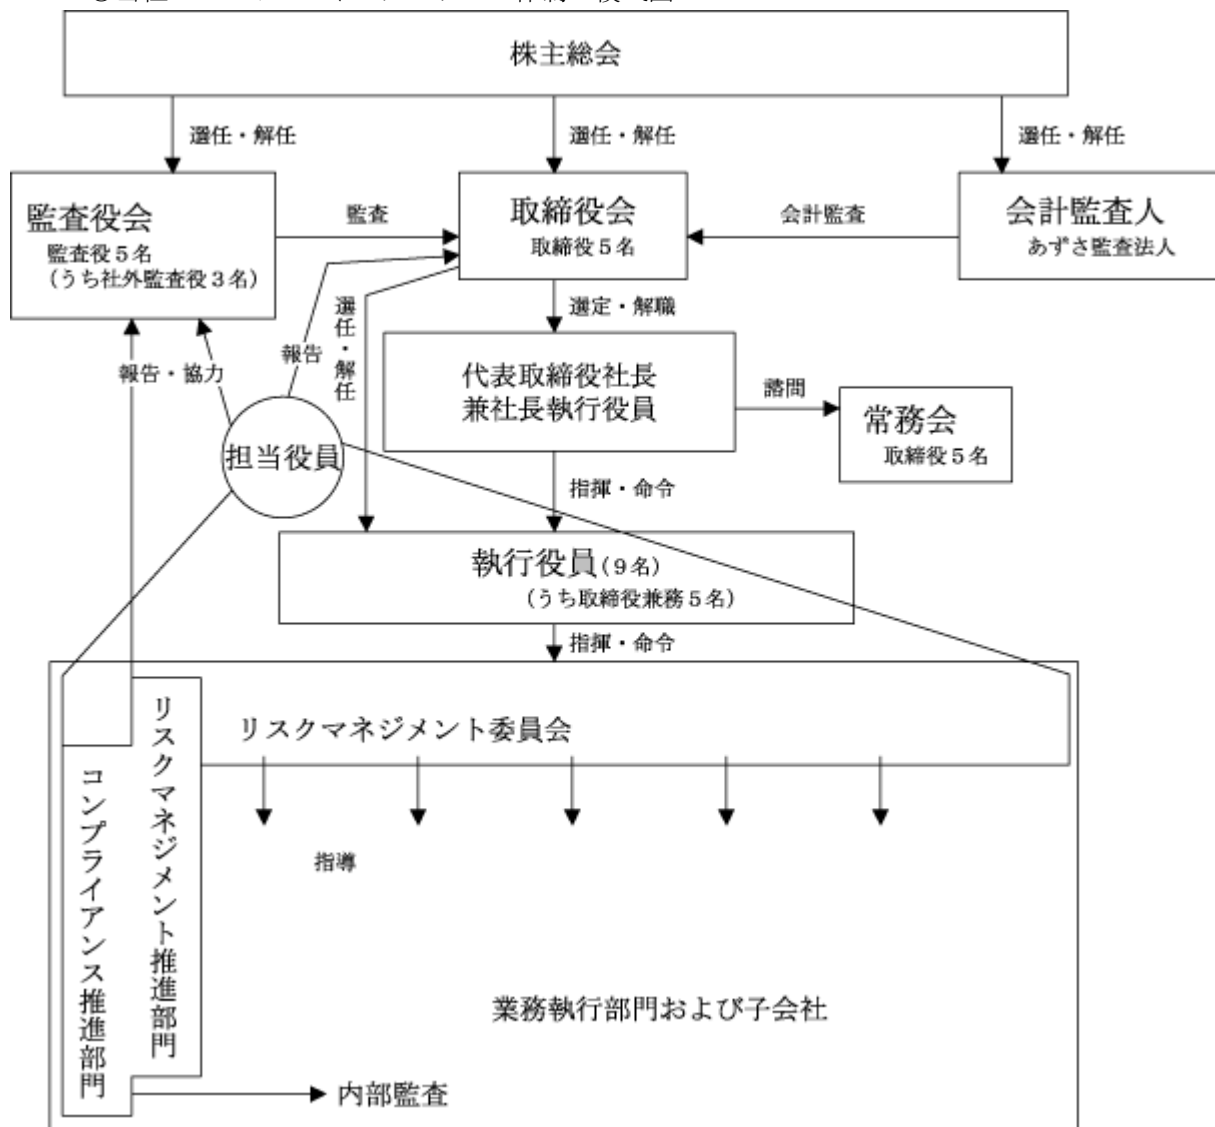 株主総会
選任・解任
選任・解任
選任・解任
監査役会
監査役５名
(うち社外監査役３名)
監査
取締役会
取締役５名
会計監査
会計監査人
あずさ監査法人
選任・解任
選定・解職
報告
報告・協力
代表取締役社長
兼社長執行役員
諮問
常務会
取締役５名
担当役員
指揮・命令
執行役員(９名)
(うち取締役兼務５名)
指揮・命令
リスクマネジメント委員会
リスクマネジメント推進部門
コンプライアンス推進部門
指導
業務執行部門および子会社
内部監査